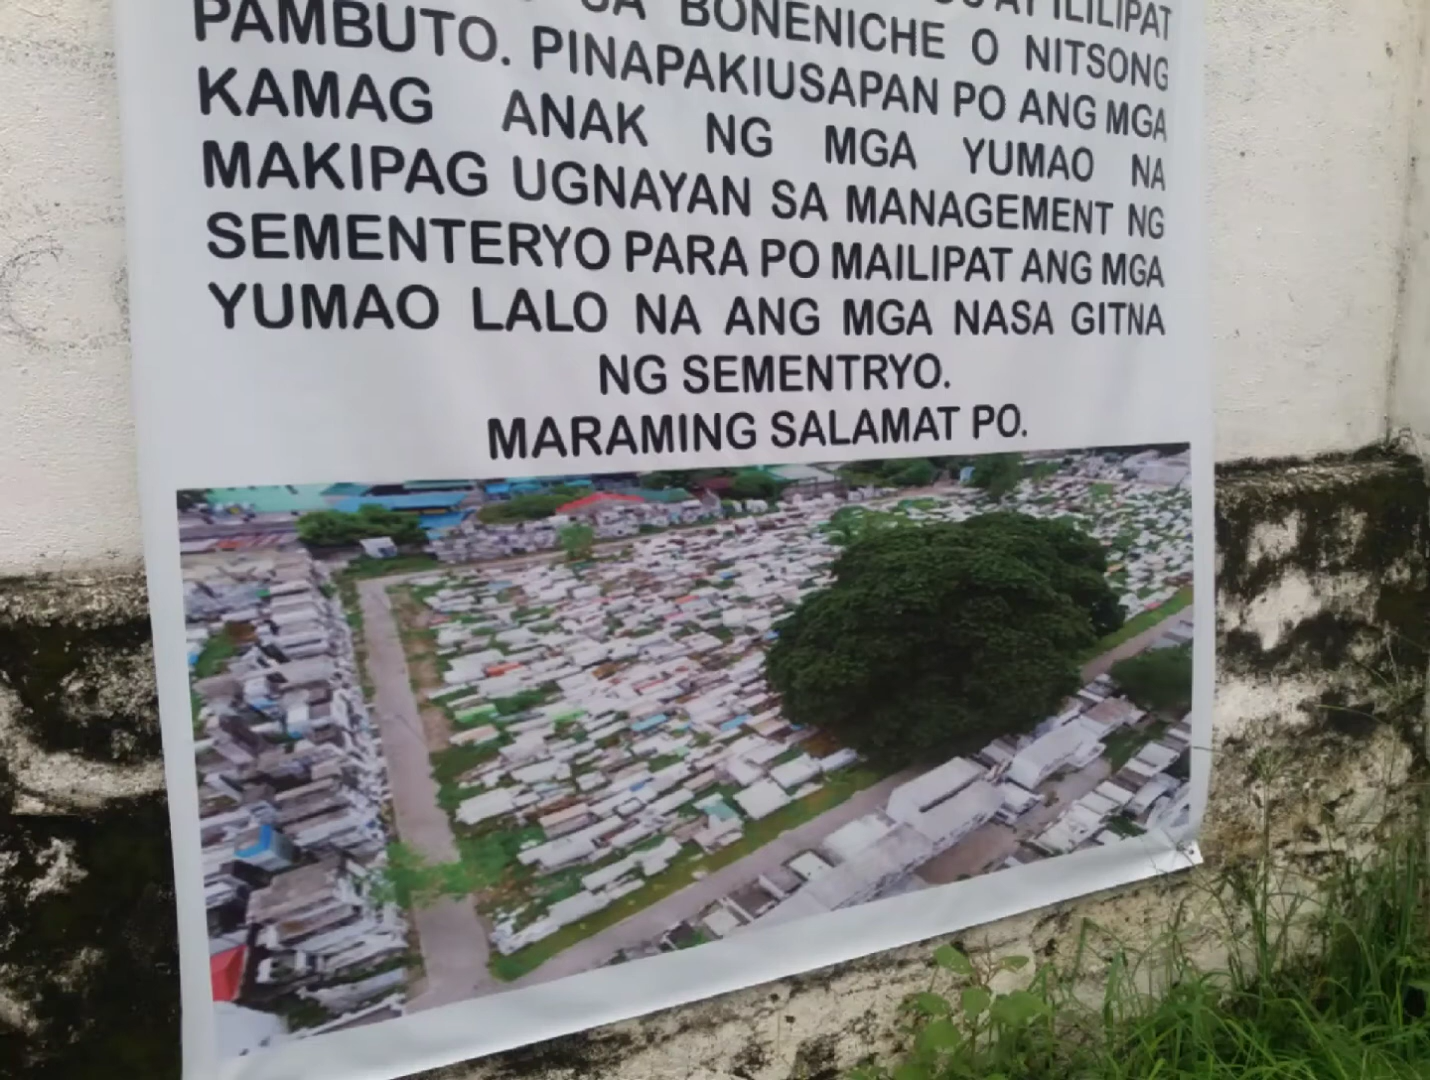 SA BONENICHE O NITSONG
PAMBUTO. PINAPAKIUSAPAN PO ANG MGA
KAMAG ANAK NG MGA YUMAO NA
MAKIPAG UGNAYAN SA MANAGEMENT NG
SEMENTERYO PARA PO MAILIPAT ANG MGA
YUMAO LALO NA ANG MGA NASA GITNA
NG SEMENTRYO.
MARAMING SALAMAT PO.